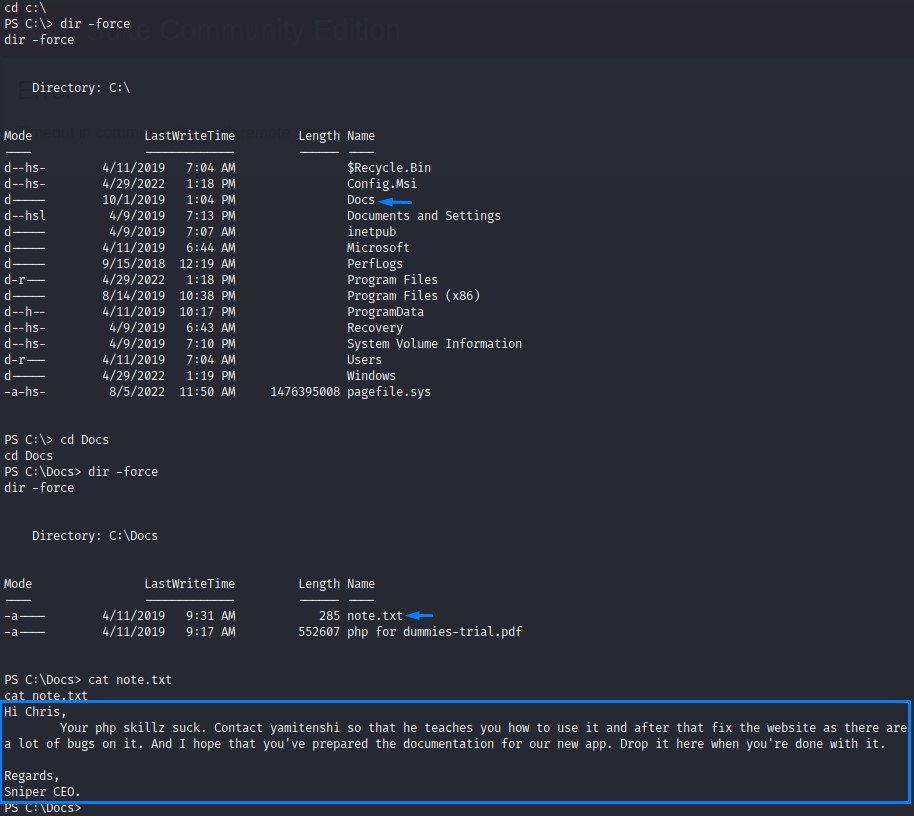 cd c:\
Suite Community Edition
PS C:\> dir -force
dir -force
Directory: C:\
Mode LastWriteTime Length Name
---- ------------- ------ ----
d--hs- 4/11/2019 7:04 AM $Recycle.Bin
d--hs- 4/29/2022 1:18 PM Config.Msi
d----- 10/1/2019 1:04 PM Docs
d--hsl 4/9/2019 7:13 PM Documents and Settings
d----- 4/9/2019 7:07 AM inetpub
d----- 4/11/2019 6:44 AM Microsoft
d----- 9/15/2018 12:19 AM PerfLogs
d-r--- 4/29/2022 1:18 PM Program Files
d----- 8/14/2019 10:38 PM Program Files (x86)
d--h-- 4/11/2019 10:17 PM ProgramData
d--hs- 4/9/2019 6:43 AM Recovery
d--hs- 4/9/2019 7:10 PM System Volume Information
d-r--- 4/11/2019 7:04 AM Users
d----- 4/29/2022 1:19 PM Windows
-a-hs- 8/5/2022 11:50 AM 1476395008 pagefile.sys
PS C:\> cd Docs
cd Docs
PS C:\Docs> dir -force
dir -force
Directory: C:\Docs
Mode LastWriteTime Length Name
---- ------------- ------ ----
-a---- 4/11/2019 9:31 AM 285 note.txt
-a---- 4/11/2019 9:17 AM 552607 php for dummies-trial.pdf
PS C:\Docs> cat note.txt
cat note.txt
Hi Chris,
Your php skillz suck. Contact yamitenshi so that he teaches you how to use it and after that fix the website as there are
a lot of bugs on it. And I hope that you've prepared the documentation for our new app. Drop it here when you're done with it.
Regards,
Sniper CEO.
PS C:\Docs>